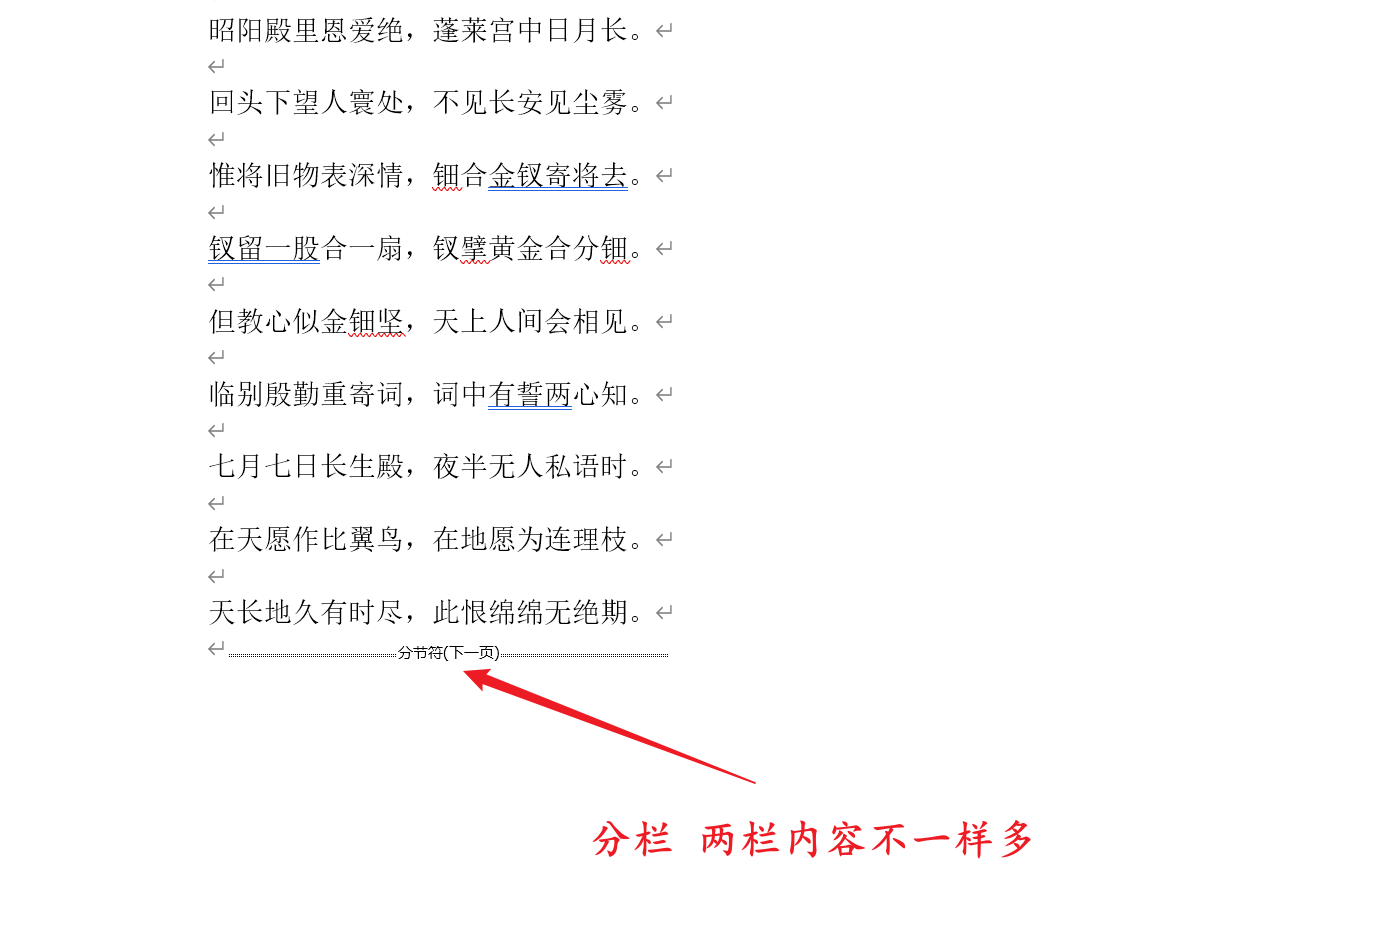 昭阳殿里恩爱绝，蓬莱宫中日月长。
回头下望人寰处，不见长安见尘雾。
惟将旧物表深情，钿合金钗寄将去。
钗留一股合一扇，钗擘黄金合分钿。
但教心似金钿坚，天上人间会相见。
临别殷勤重寄词，词中有誓两心知。
七月七日长生殿，夜半无人私语时。
在天愿作比翼鸟，在地愿为连理枝。
天长地久有时尽，此恨绵绵无绝期。
分节符(下一页)
分栏 两栏内容不一样多